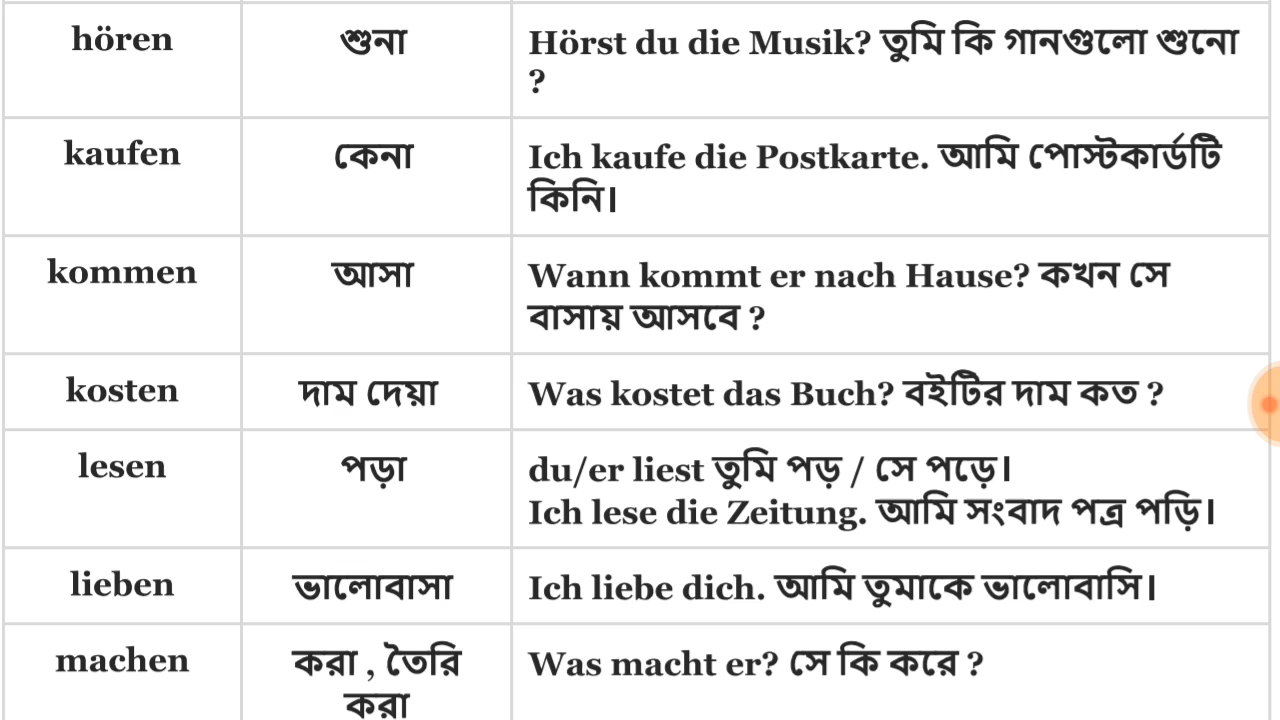 hören শুনা Hörst du die Musik? তুমি কি গানগুলো শুনো
?
kaufen কেনা Ich kaufe die Postkarte. আমি পোস্টকার্ডটি
কিনি।
kommen আসা Wann kommt er nach Hause? কখন সে
বাসায় আসবে ?
kosten দাম দেয়া Was kostet das Buch? বইটির দাম কত ?
lesen পড়া du/er liest তুমি পড় / সে পড়ে।
Ich lese die Zeitung. আমি সংবাদ পত্র পড়ি।
lieben ভালোবাসা Ich liebe dich. আমি তুমাকে ভালোবাসি।
machen করা , তৈরি Was macht er? সে কি করে ?
করা